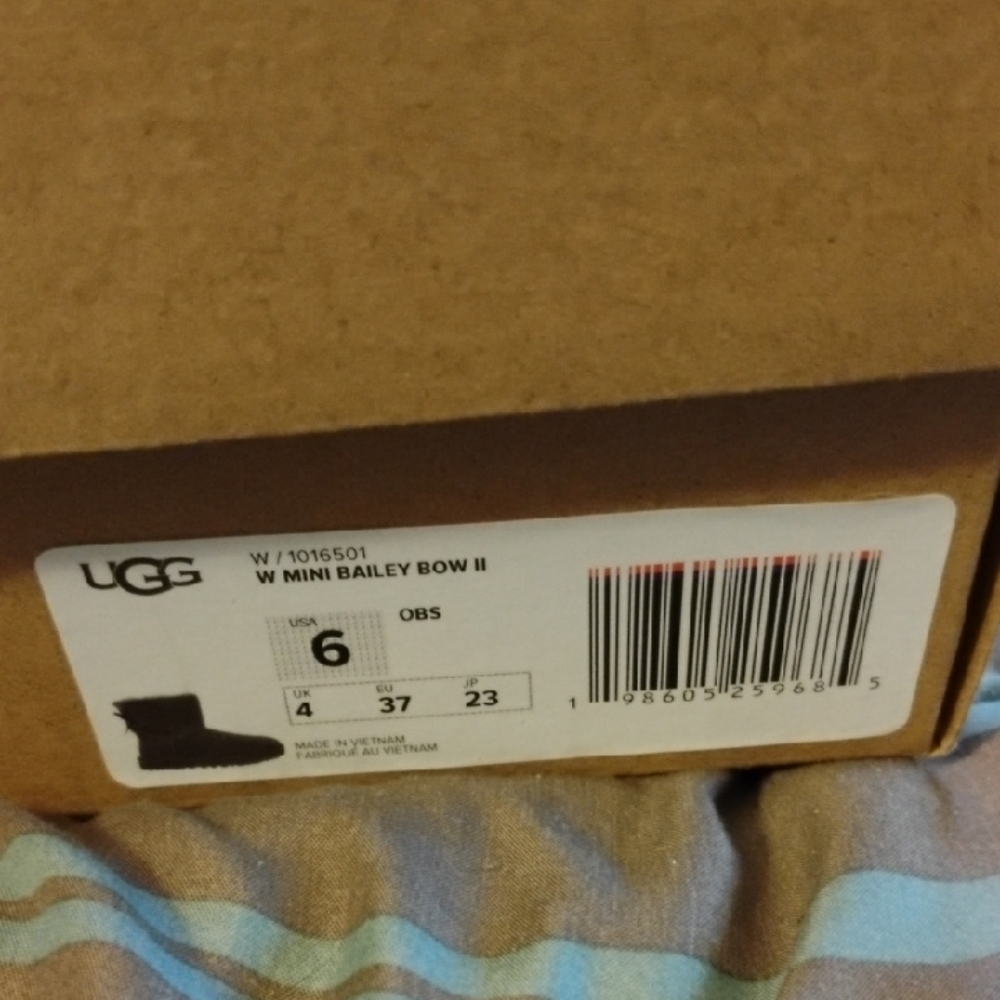 UGG
W / 1016501
W MINI BAILEY BOW II
OBS
USA
6
UK EU JP
4 37 23
MADE IN VIETNAM
FABRIQUÉ AU VIETNAM
1 98605 25968 5